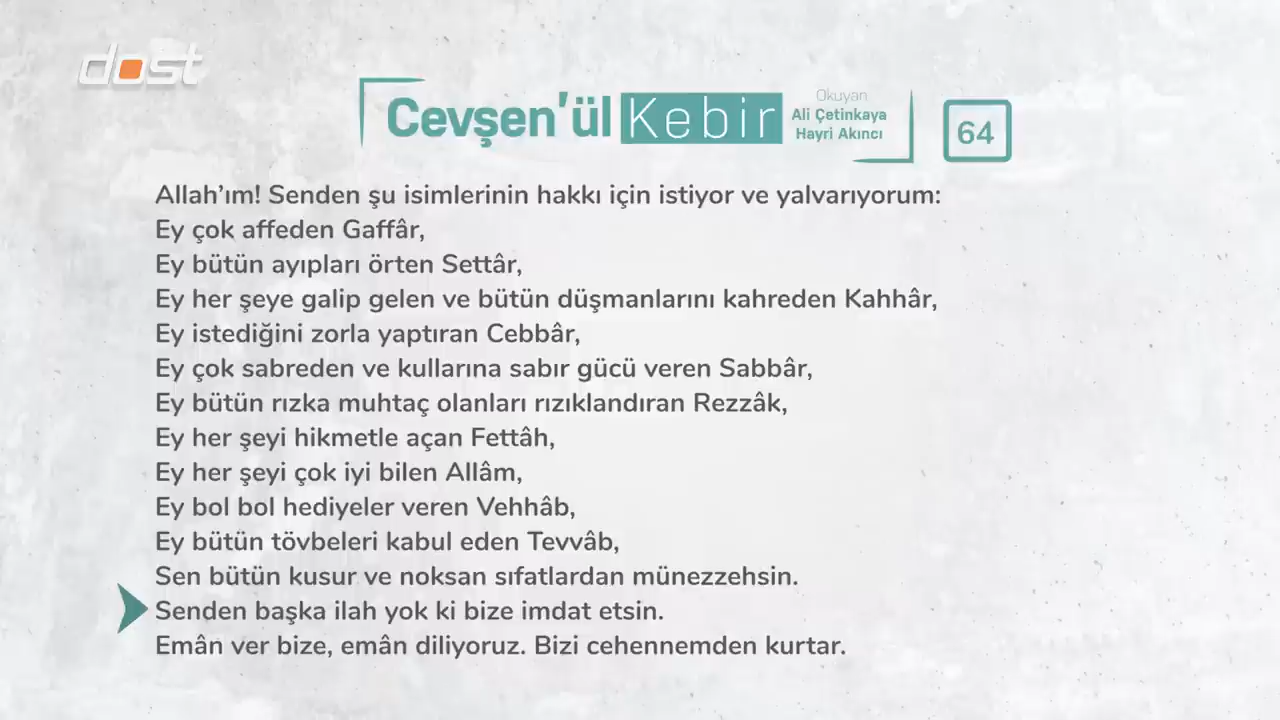 dost
Cevşen'ül Kebir
Okuyan
Ali Çetinkaya
Hayri Akıncı
64
Allah'ım! Senden şu isimlerinin hakkı için istiyor ve yalvarıyorum:
Ey çok affeden Gaffâr,
Ey bütün ayıpları örten Settâr,
Ey her şeye galip gelen ve bütün düşmanlarını kahreden Kahhâr,
Ey istediğini zorla yaptıran Cebbâr,
Ey çok sabreden ve kullarına sabır gücü veren Sabbâr,
Ey bütün rızka muhtaç olanları rızıklandıran Rezzâk,
Ey her şeyi hikmetle açan Fettâh,
Ey her şeyi çok iyi bilen Allâm,
Ey bol bol hediyeler veren Vehhâb,
Ey bütün tövbeleri kabul eden Tevvâb,
Sen bütün kusur ve noksan sıfatlardan münezzehsin.
Senden başka ilah yok ki bize imdat etsin.
Emân ver bize, emân diliyoruz. Bizi cehennemden kurtar.